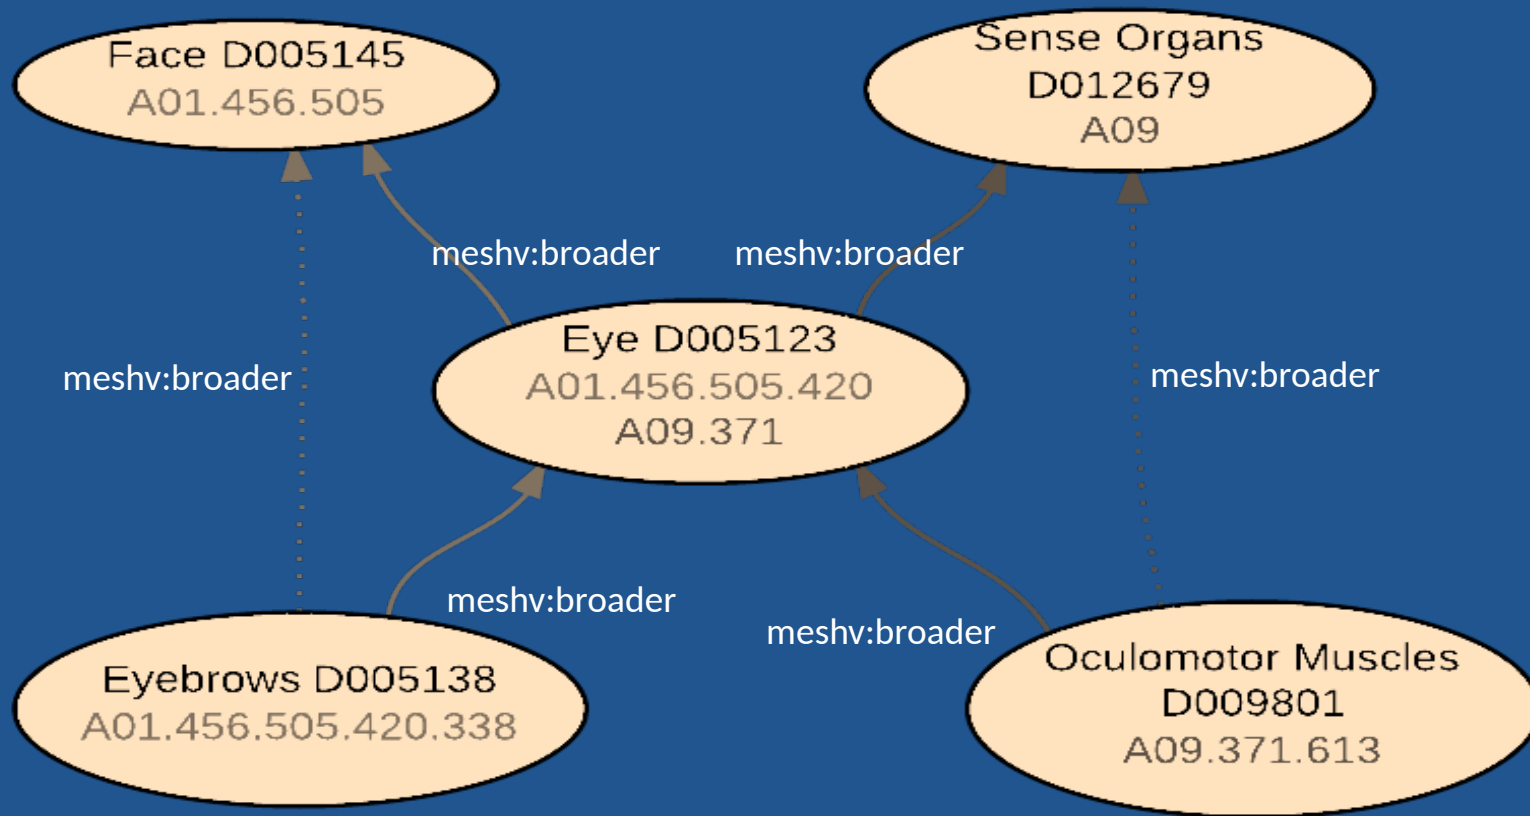 Face D005145
A01.456.505
Sense Organs
D012679
A09
meshv:broader
meshv:broader
Eye D005123
A01.456.505.420
A09.371
meshv:broader
meshv:broader
meshv:broader
meshv:broader
Eyebrows D005138
A01.456.505.420.338
Oculomotor Muscles
D009801
A09.371.613